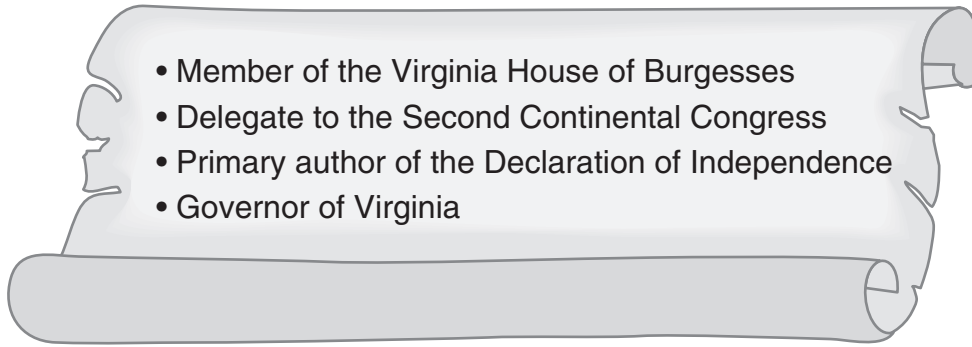 • Member of the Virginia House of Burgesses
• Delegate to the Second Continental Congress
• Primary author of the Declaration of Independence
• Governor of Virginia